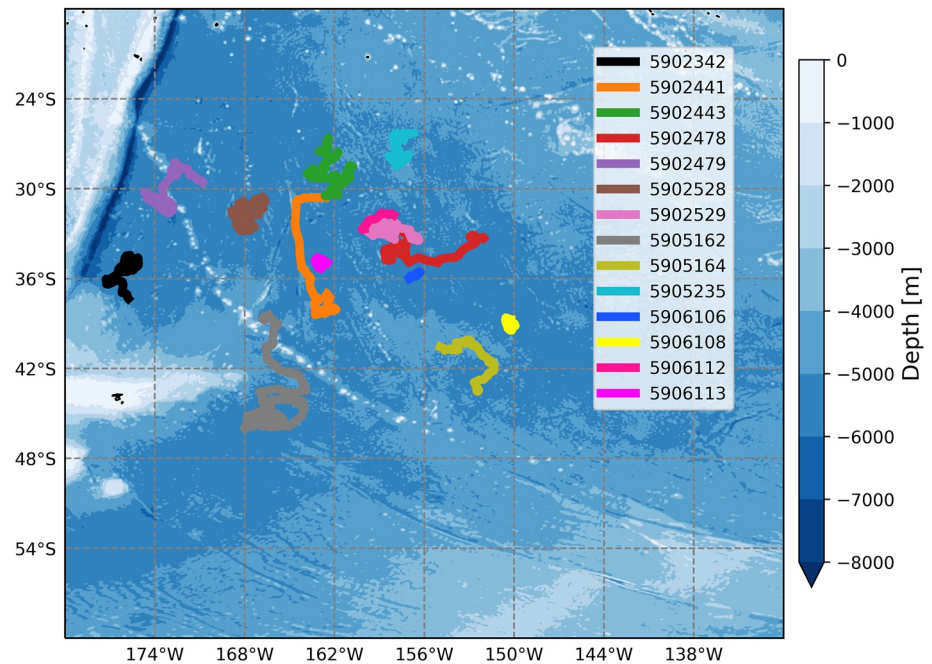 24°S
30°S
36°S
42°S
48°S
54°S
174°W
168°W
162°W
156°W
150°W
144°W
138°W
5902342
5902441
5902443
5902478
5902479
5902528
5902529
5905162
5905164
5905235
5906106
5906108
5906112
5906113
0
−1000
−2000
−3000
−4000
−5000
−6000
−7000
−8000
Depth [m]